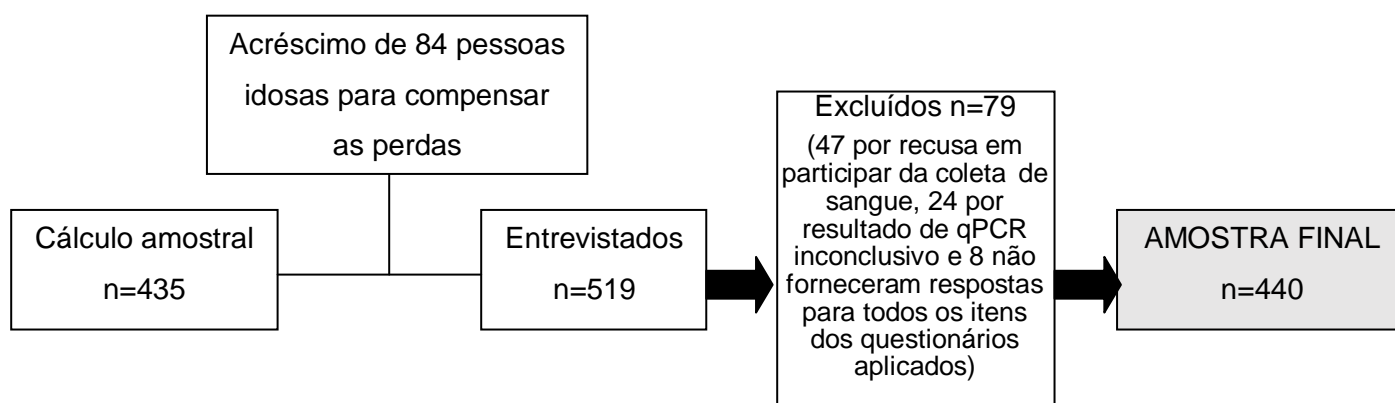 Acréscimo de 84 pessoas
idosas para compensar
as perdas
Cálculo amostral
n=435
Entrevistados
n=519
Excluídos n=79
(47 por recusa em
participar da coleta de
sangue, 24 por
resultado de qPCR
inconclusivo e 8 não
forneceram respostas
para todos os itens
dos questionários
aplicados)
AMOSTRA FINAL
n=440